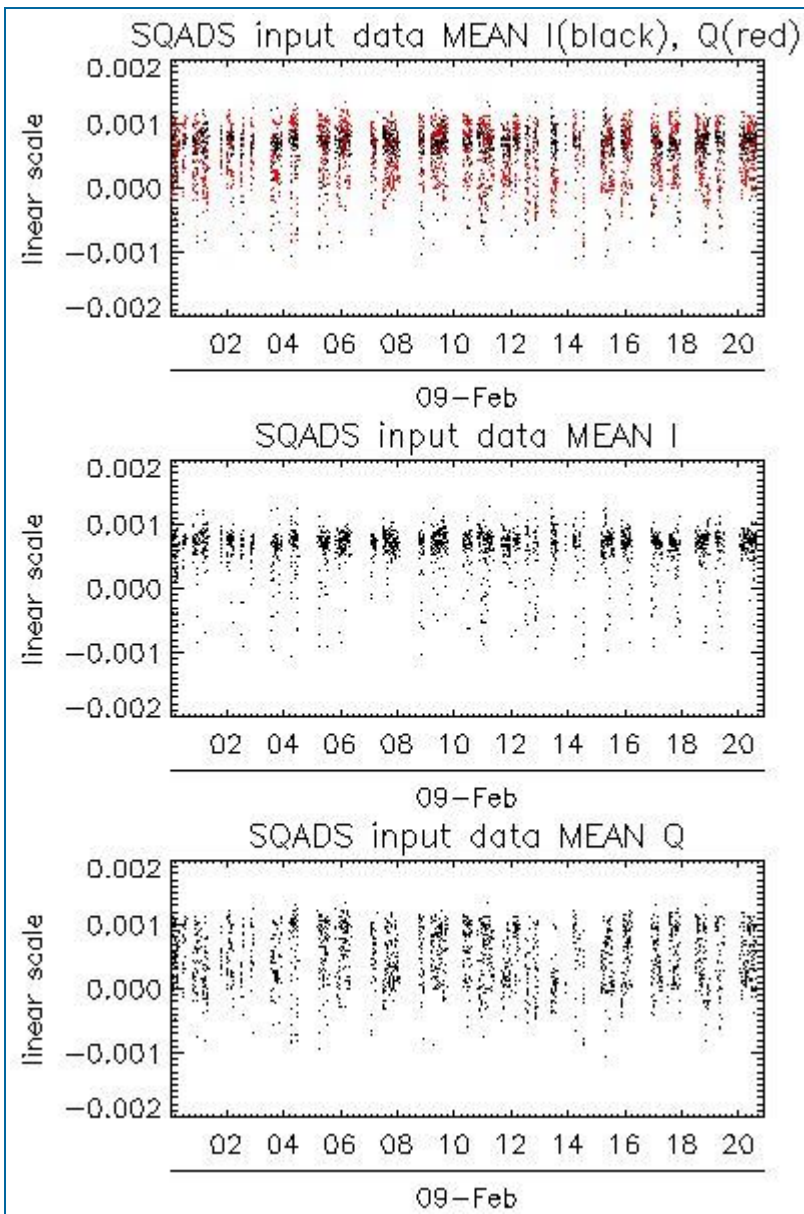 SQADS input data MEAN I(black), Q(red)
0.002
0.001
0.000
-0.001
-0.002
linear scale
02 04 06 08 10 12 14 16 18 20
09-Feb
SQADS input data MEAN I
0.002
0.001
0.000
-0.001
-0.002
linear scale
02 04 06 08 10 12 14 16 18 20
09-Feb
SQADS input data MEAN Q
0.002
0.001
0.000
-0.001
-0.002
linear scale
02 04 06 08 10 12 14 16 18 20
09-Feb